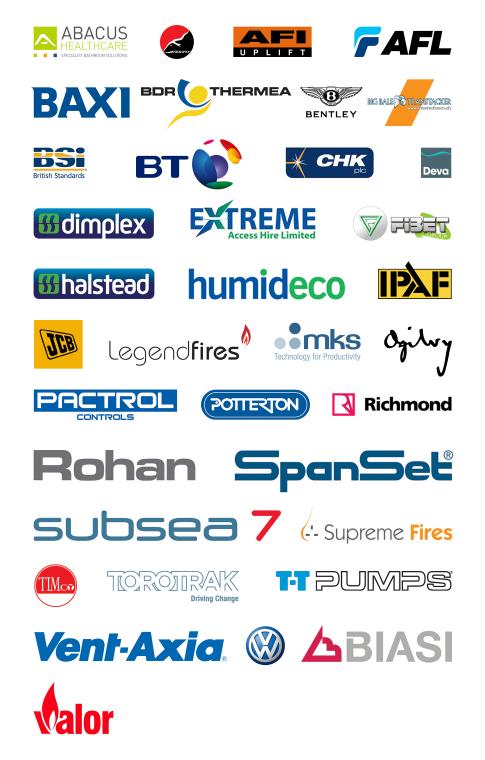 ABACUS
HEALTHCARE
SPECIALIST BATHROOM SOLUTIONS
AFI
UPLIFT
AFL
BAXI
BDR THERMEA
BENTLEY
BSi
British Standards
BT
CHK
plc
Deva
dimplex
EXTREME
Access Hire Limited
FIBET
halstead
humideco
IPAF
JCB
Legendfires
mks
Technology for Productivity
Ogilvy
PACTROL
CONTROLS
POTTERTON
R Richmond
Rohan
SpanSet®
subsea 7
Supreme Fires
TIMCO
TOROTRAK
Driving Change
T-T PUMPS
Vent-Axia®
VW
BIASI
Valor